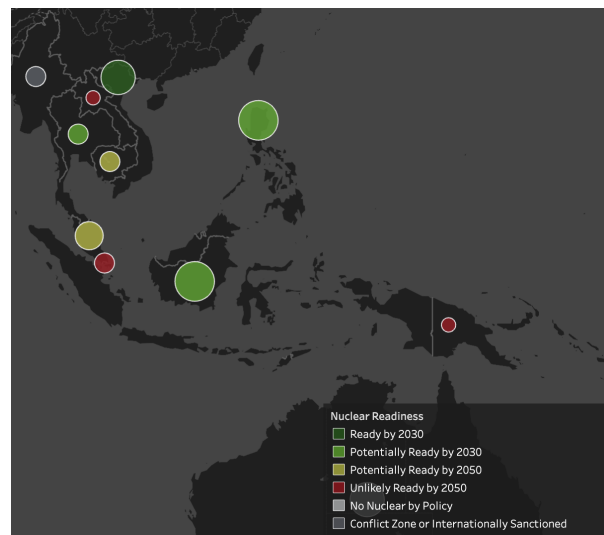 Nuclear Readiness
Ready by 2030
Potentially Ready by 2030
Potentially Ready by 2050
Unlikely Ready by 2050
No Nuclear by Policy
Conflict Zone or Internationally Sanctioned